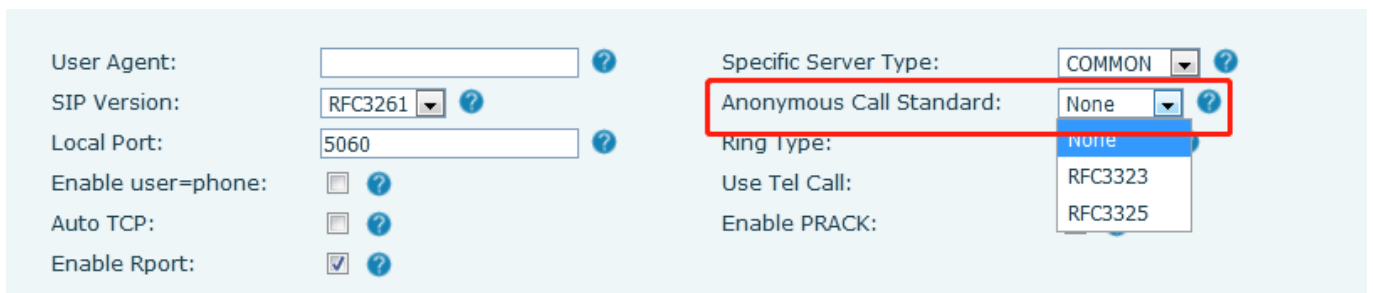 User Agent: ? Specific Server Type: COMMON ?
SIP Version: RFC3261 ? Anonymous Call Standard: None ?
Local Port: 5060 ? Ring Type: None
Enable user=phone: ? Use Tel Call: RFC3323
Auto TCP: ? Enable PRACK: RFC3325
Enable Rport: ?